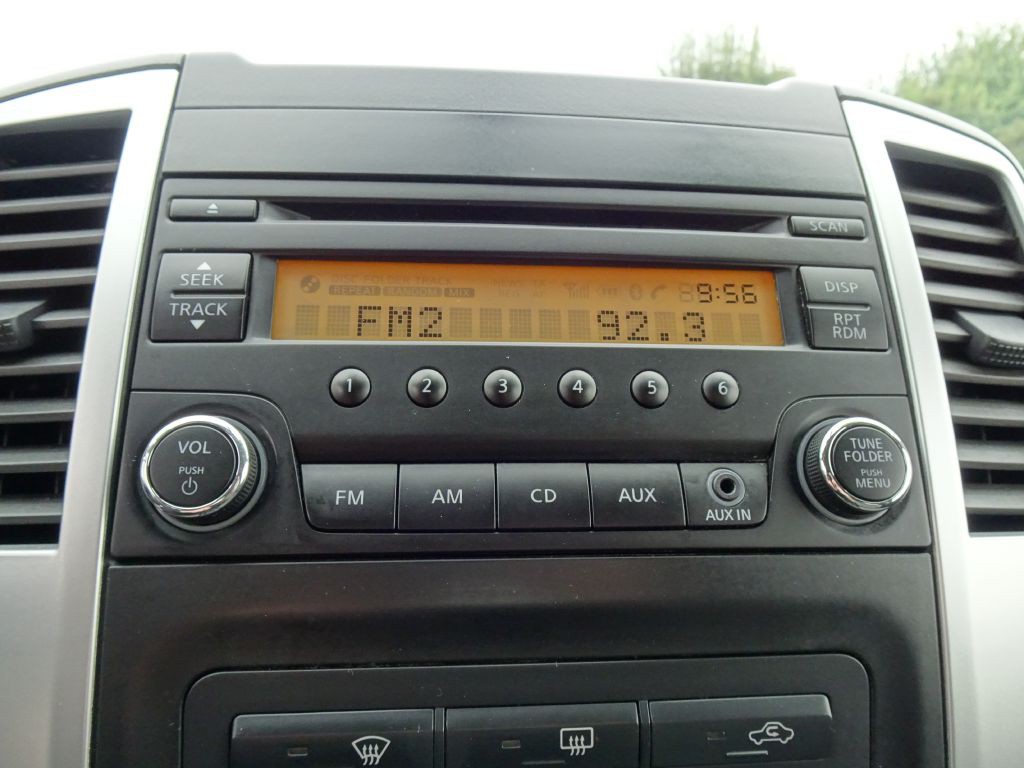 SCAN
SEEK
TRACK
DISC FOLDER TRACK
REPEAT RANDOM MIX
9:56
FM2 92.3
DISP
RPT
RDM
1 2 3 4 5 6
VOL
PUSH
FM
AM
CD
AUX
AUX IN
TUNE
FOLDER
PUSH
MENU